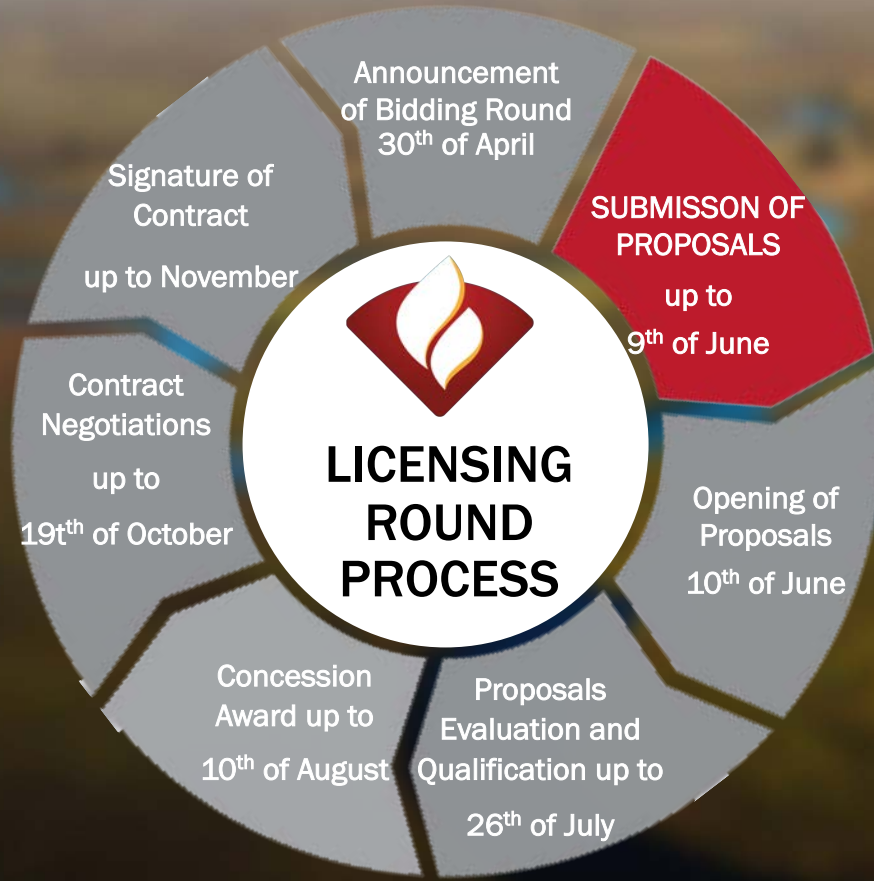 Announcement
of Bidding Round
30th of April
SUBMISSON OF
PROPOSALS
up to
9th of June
Opening of
Proposals
10th of June
Proposals
Evaluation and
Qualification up to
26th of July
Concession
Award up to
10th of August
Contract
Negotiations
up to
19tth of October
Signature of
Contract
up to November
LICENSING
ROUND
PROCESS